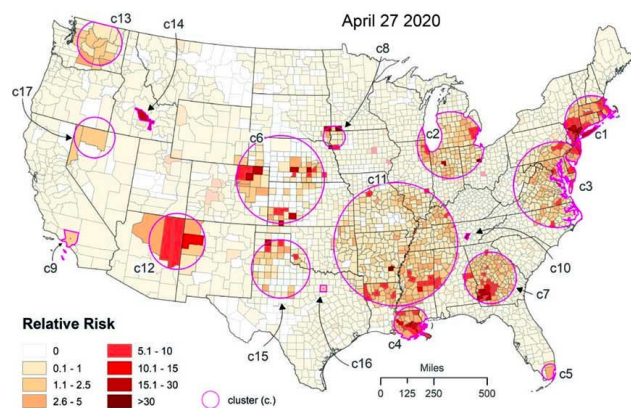 April 27 2020
c13
c14
c8
c17
c6
c2
c1
c11
c3
c9
c12
c10
c7
c15
c16
c4
c5
Relative Risk
0
0.1 - 1
1.1 - 2.5
2.6 - 5
5.1 - 10
10.1 - 15
15.1 - 30
>30
cluster (c.)
Miles
0 125 250 500